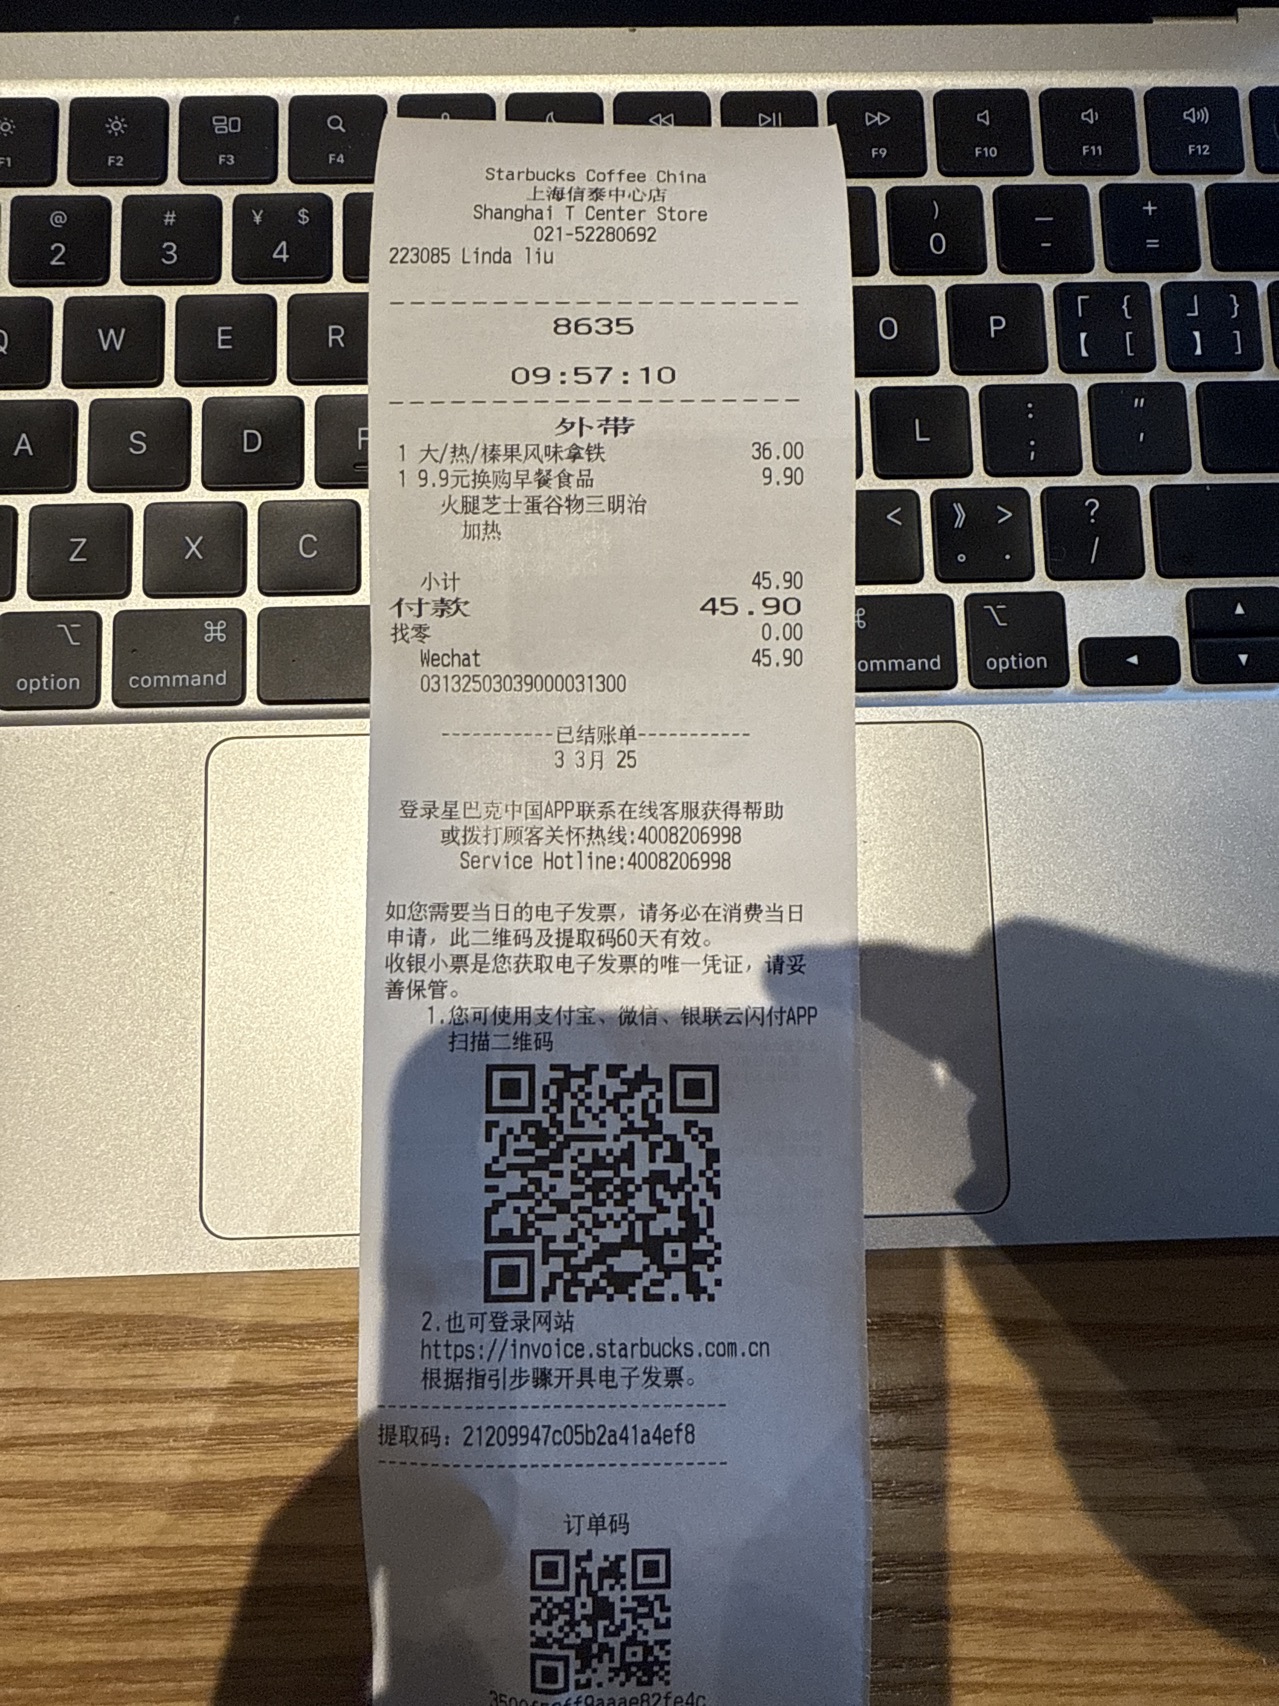 F1
F2
F3
F4
F9
F10
F11
F12
@ # ¥ $ ) — +
2 3 4 0 - =
Q W E R O P 「 { 【 [ 」 } 】 ]
A S D F L : ; " '
Z X C < 》 > 。 . ? /
option
command
command
option
Starbucks Coffee China
上海信泰中心店
Shanghai T Center Store
021-52280692
223085 Linda liu
8635
09:57:10
外带
1 大/热/榛果风味拿铁 36.00
1 9.9元换购早餐食品 9.90
火腿芝士蛋谷物三明治
加热
小计 45.90
付款 45.90
找零 0.00
Wechat 45.90
03132503039000031300
-----------已结账单-----------
3 3月 25
登录星巴克中国APP联系在线客服获得帮助
或拨打顾客关怀热线:4008206998
Service Hotline:4008206998
如您需要当日的电子发票，请务必在消费当日
申请，此二维码及提取码60天有效。
收银小票是您获取电子发票的唯一凭证，请妥
善保管。
1.您可使用支付宝、微信、银联云闪付APP
扫描二维码
2.也可登录网站
https://invoice.starbucks.com.cn
根据指引步骤开具电子发票。
提取码：21209947c05b2a41a4ef8
订单码